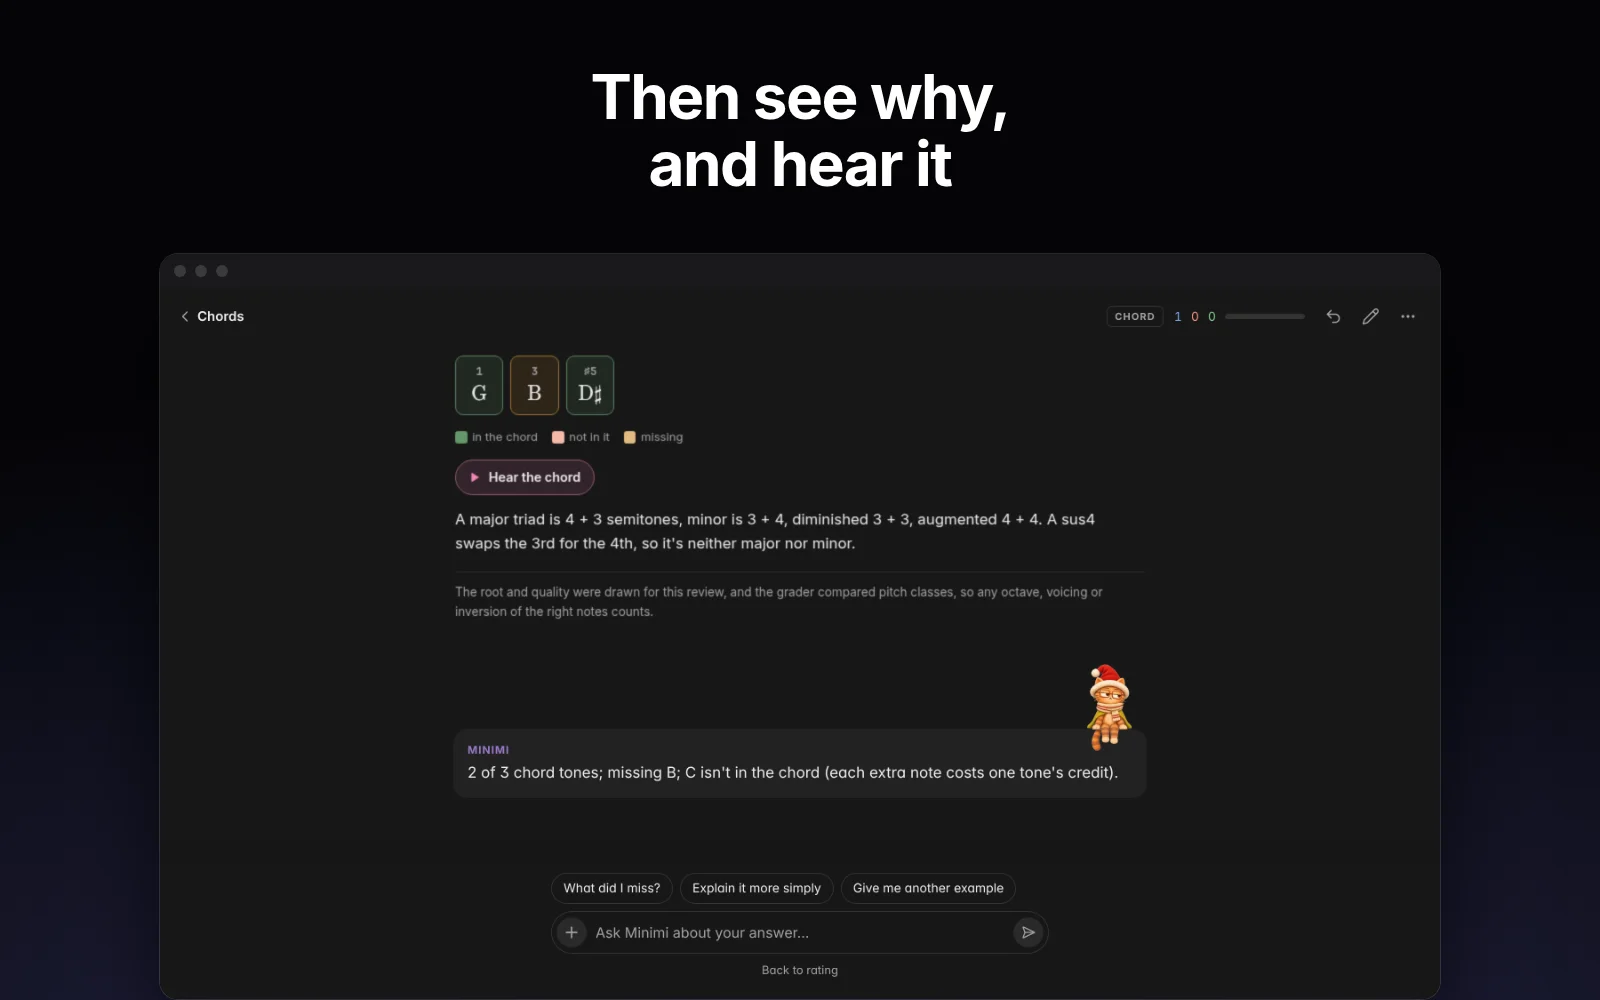 Then see why,
and hear it
Chords
CHORD 1 0 0
1 3 ♯5
G B D♯
in the chord not in it missing
Hear the chord
A major triad is 4 + 3 semitones, minor is 3 + 4, diminished 3 + 3, augmented 4 + 4. A sus4
swaps the 3rd for the 4th, so it's neither major nor minor.
The root and quality were drawn for this review, and the grader compared pitch classes, so any octave, voicing or
inversion of the right notes counts.
MINIMI
2 of 3 chord tones; missing B; C isn't in the chord (each extra note costs one tone's credit).
What did I miss? Explain it more simply Give me another example
Ask Minimi about your answer...
Back to rating